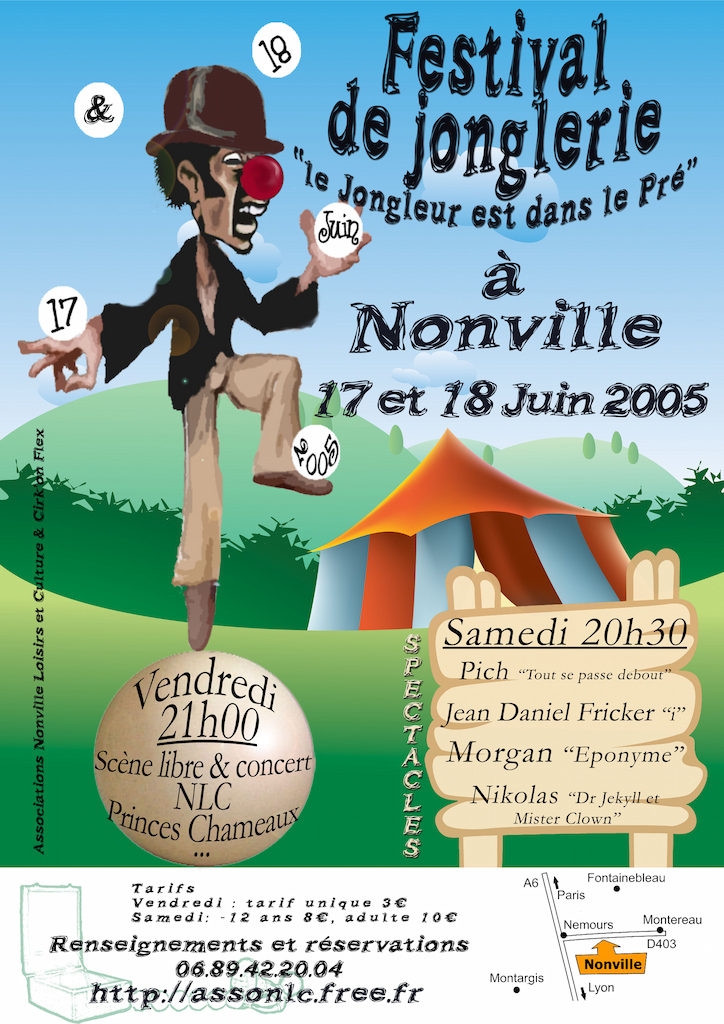 18
&
Juin
17
2005
Festival
de jonglerie
"le Jongleur est dans le Pré"
à
Nonville
17 et 18 Juin 2005
Associations Nonville Loisirs et Culture & Cirk'on Flex
Vendredi
21h00
Scène libre & concert
NLC
Princes Chameaux
...
SPECTACLES
Samedi 20h30
Pich "Tout se passe debout"
Jean Daniel Fricker "i"
Morgan "Eponyme"
Nikolas "Dr Jekyll et
Mister Clown"
Tarifs
Vendredi : tarif unique 3€
Samedi: -12 ans 8€, adulte 10€
Renseignements et réservations
06.89.42.20.04
http://assonlc.free.fr
A6
Paris
Fontainebleau
Nemours
Montereau
D403
Nonville
Montargis
Lyon